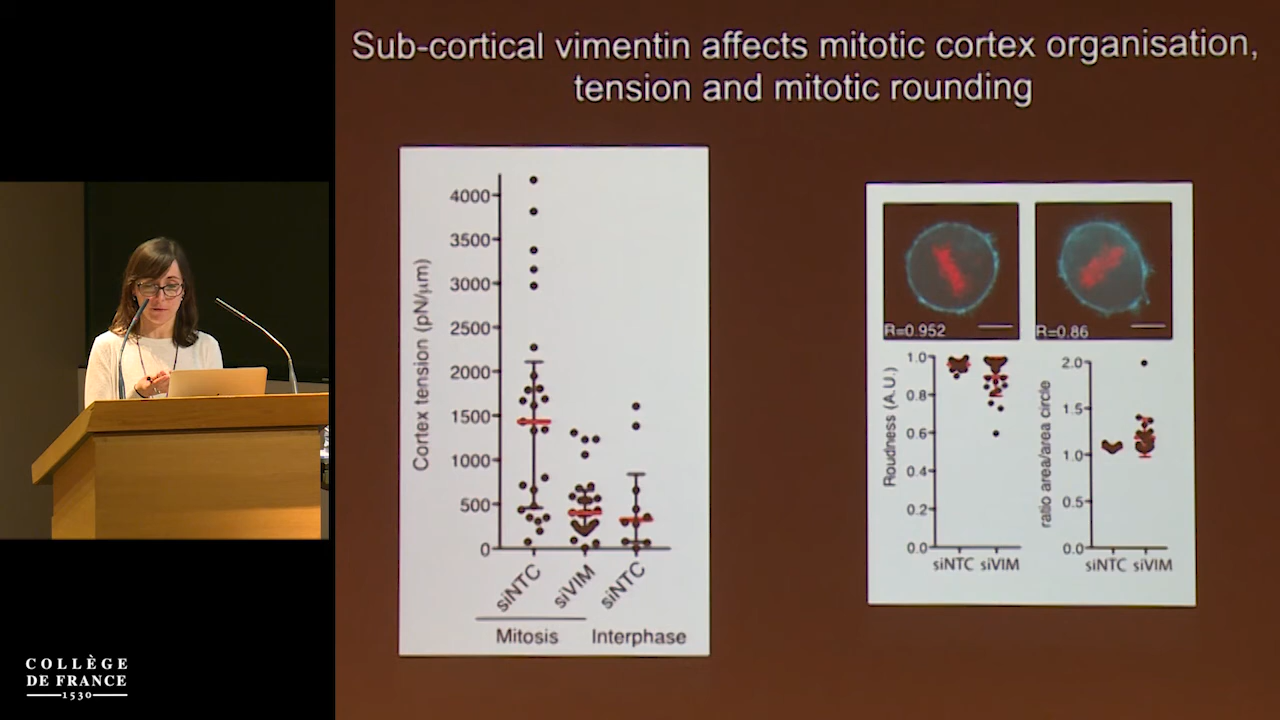 Sub-cortical vimentin affects mitotic cortex organisation,
tension and mitotic rounding
Cortex tension (pN/μm)
4000
3500
3000
2500
2000
1500
1000
500
0
siNTC
siVIM
siNTC
Mitosis
Interphase
R=0.952
R=0.86
Roudness (A.U.)
1.0
0.8
0.6
0.4
0.2
0.0
siNTC siVIM
ratio area/area circle
2.0
1.5
1.0
0.5
0.0
siNTC siVIM
COLLÈGE
DE FRANCE
1530